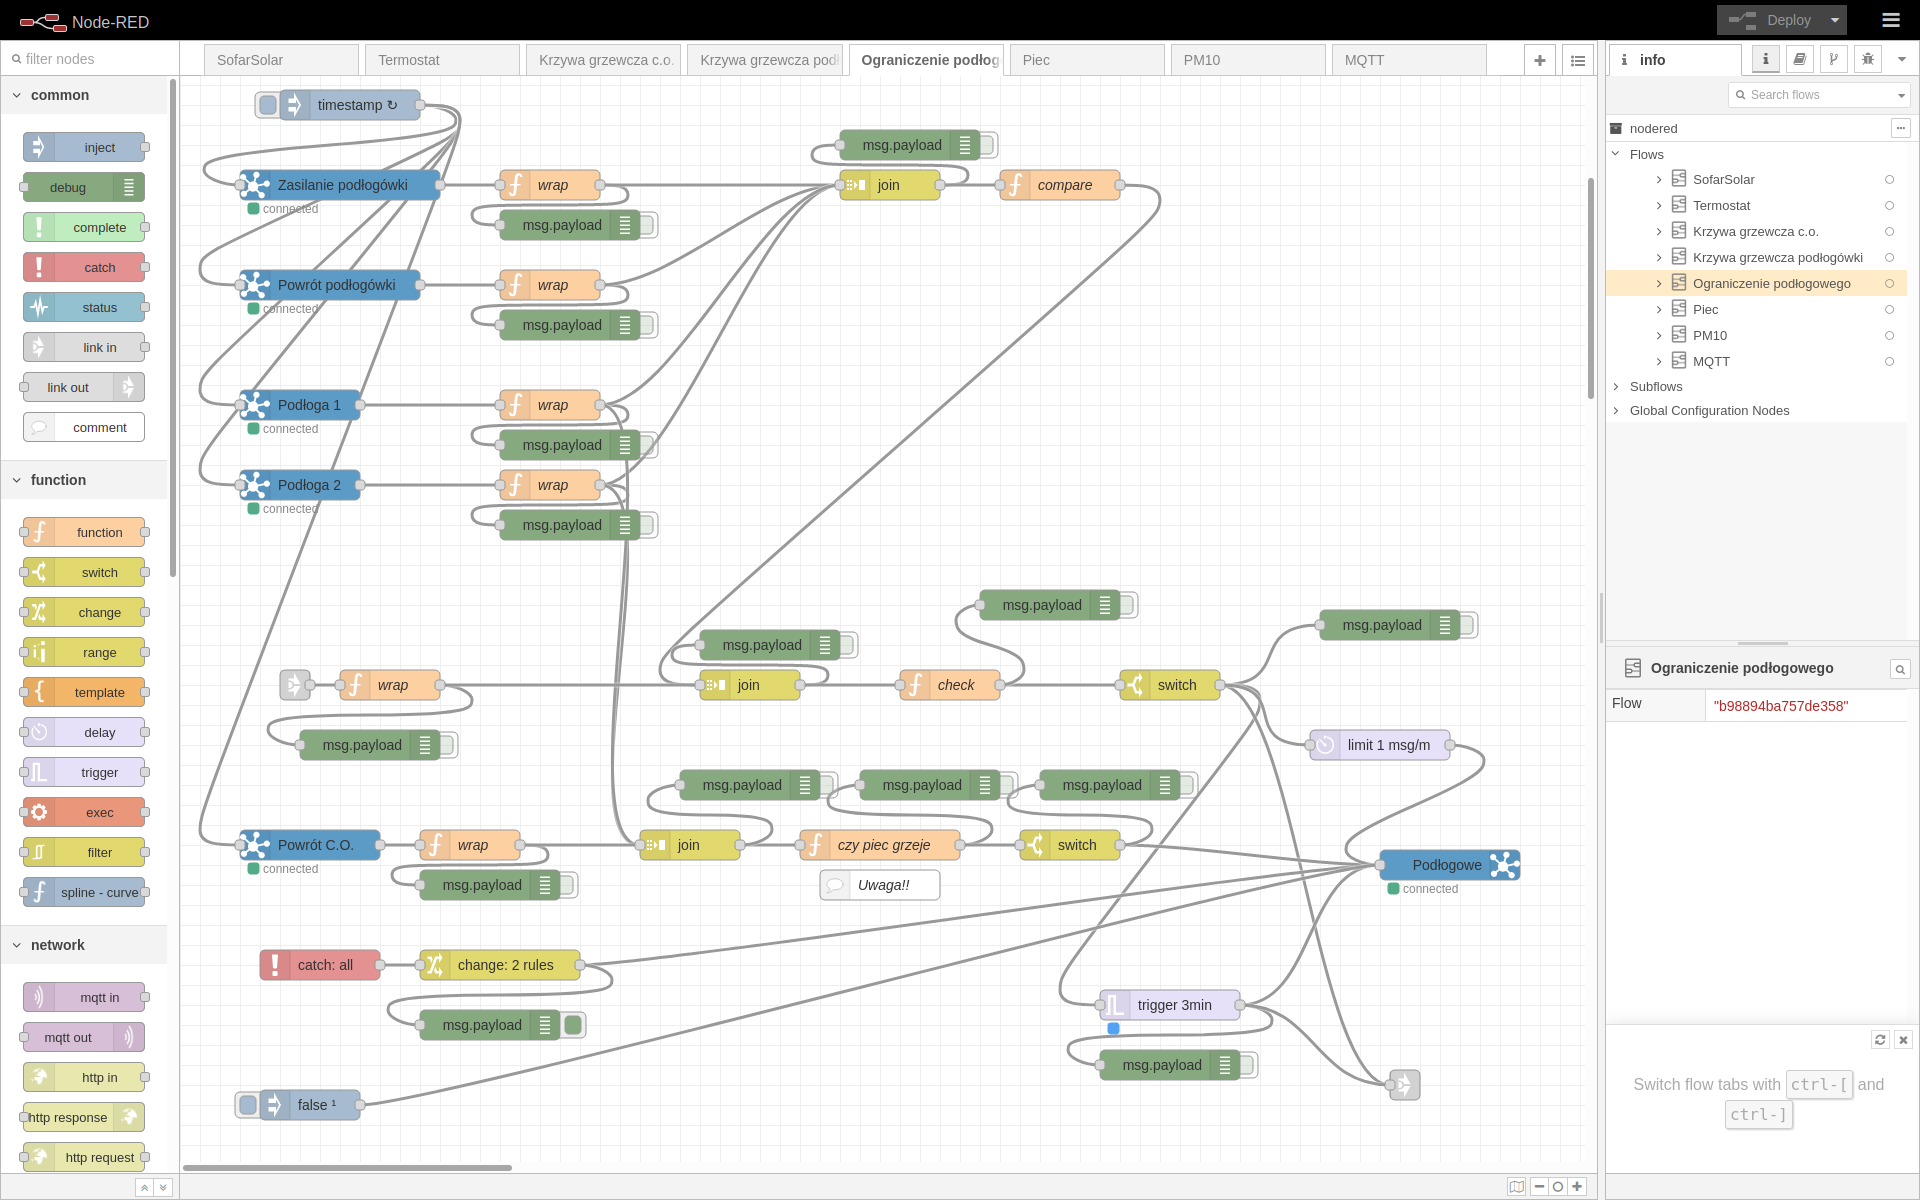 Node-RED
Deploy
filter nodes
SofarSolar
Termostat
Krzywa grzewcza c.o.
Krzywa grzewcza pod
Ograniczenie podłog
Piec
PM10
MQTT
info
common
inject
debug
complete
catch
status
link in
link out
comment
function
function
switch
change
range
template
delay
trigger
exec
filter
spline - curve
network
mqtt in
mqtt out
http in
http response
http request
timestamp ↻
Zasilanie podłogówki
connected
wrap
msg.payload
msg.payload
join
compare
Powrót podłogówki
connected
wrap
msg.payload
Podłoga 1
connected
wrap
msg.payload
Podłoga 2
connected
wrap
msg.payload
msg.payload
msg.payload
msg.payload
wrap
join
check
switch
msg.payload
limit 1 msg/m
msg.payload
msg.payload
msg.payload
Powrót C.O.
connected
wrap
join
czy piec grzeje
switch
Podłogowe
connected
msg.payload
Uwaga!!
catch: all
change: 2 rules
msg.payload
trigger 3min
msg.payload
false ¹
Search flows
nodered
Flows
SofarSolar
Termostat
Krzywa grzewcza c.o.
Krzywa grzewcza podłogówki
Ograniczenie podłogowego
Piec
PM10
MQTT
Subflows
Global Configuration Nodes
Ograniczenie podłogowego
Flow "b98894ba757de358"
Switch flow tabs with ctrl-[ and
ctrl-]